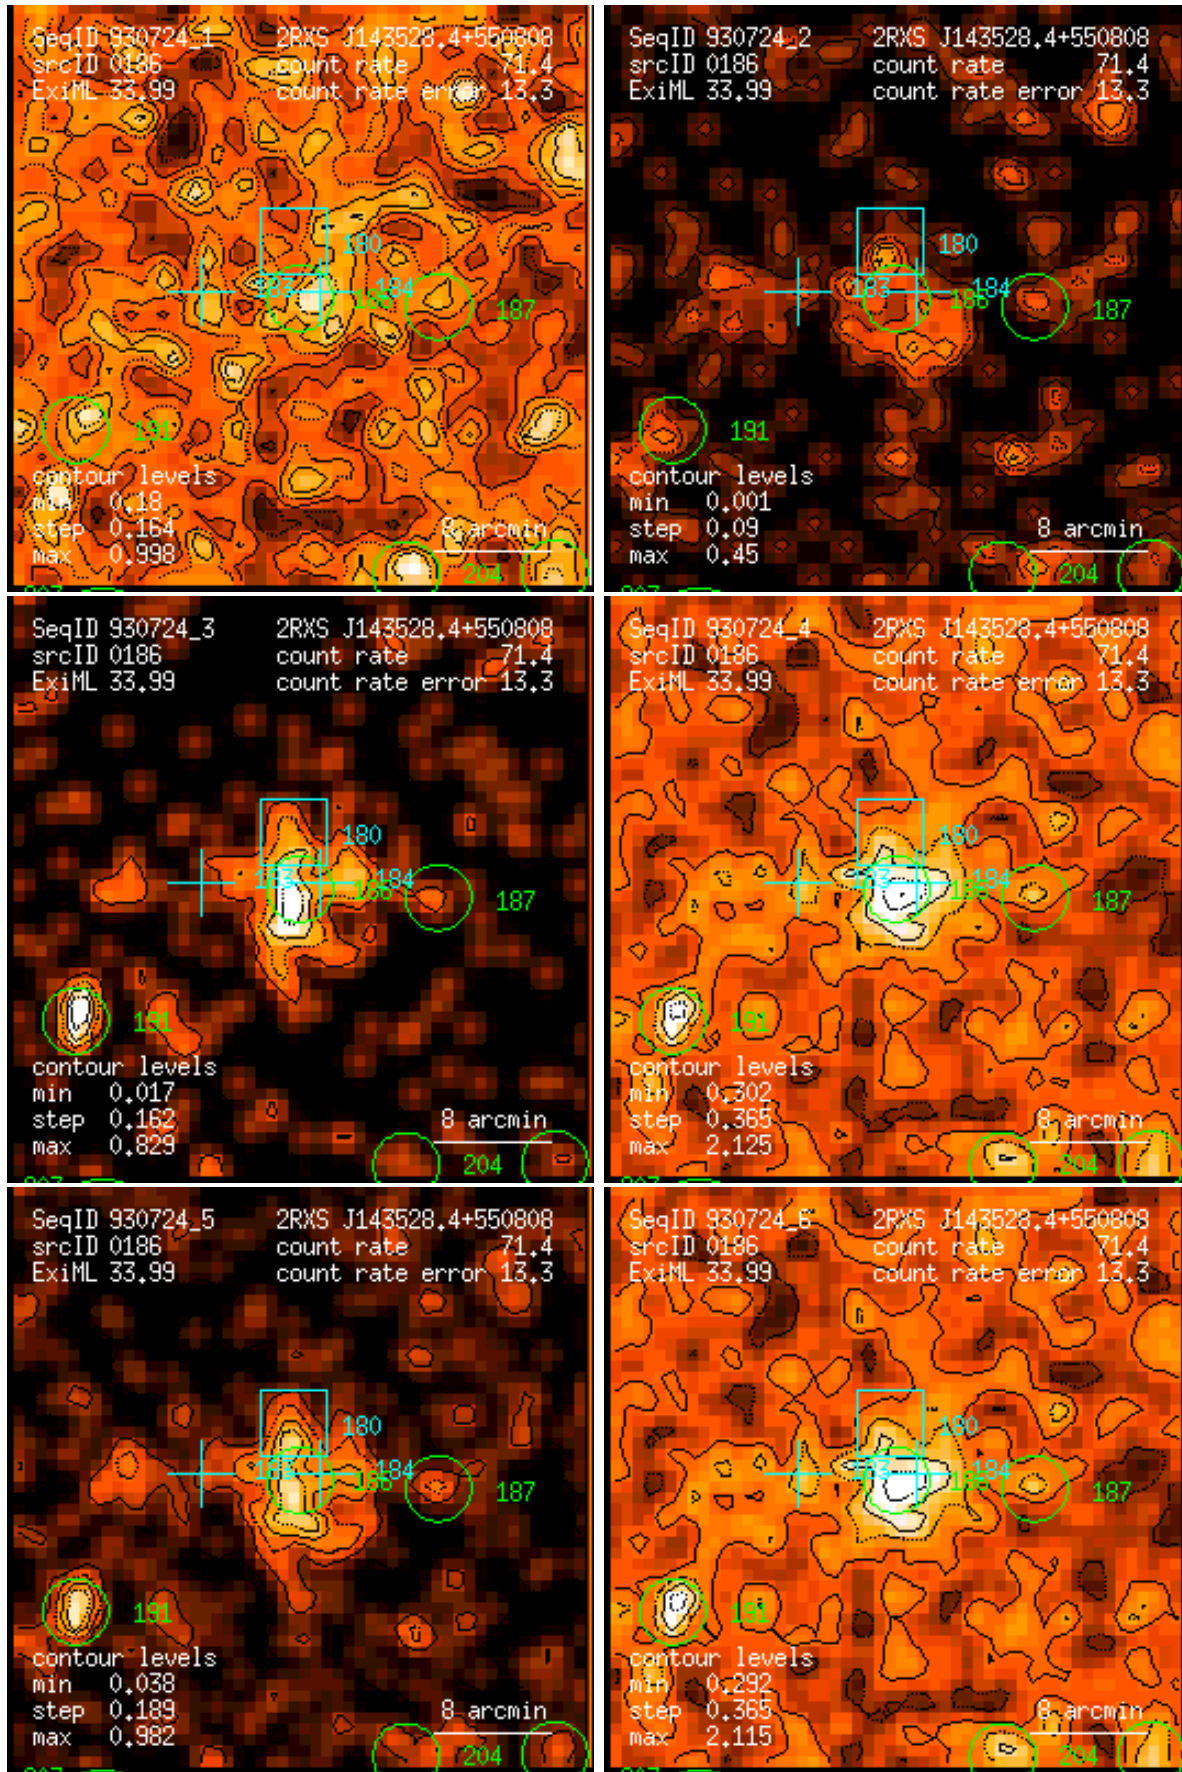 SeqID 930724_1 2RXS J143528.4+550808
srcID 0186 count rate 71.4
ExiML 33.99 count rate error 13.3
180
183 186 184
187
191
contour levels
min 0.18
step 0.164 8 arcmin
max 0.998
204
SeqID 930724_2 2RXS J143528.4+550808
srcID 0186 count rate 71.4
ExiML 33.99 count rate error 13.3
180
183 186 184
187
191
contour levels
min 0.001
step 0.09 8 arcmin
max 0.45
204
SeqID 930724_3 2RXS J143528.4+550808
srcID 0186 count rate 71.4
ExiML 33.99 count rate error 13.3
180
183 186 184
187
191
contour levels
min 0.017
step 0.162 8 arcmin
max 0.829
204
SeqID 930724_4 2RXS J143528.4+550808
srcID 0186 count rate 71.4
ExiML 33.99 count rate error 13.3
180
183 186 184
187
191
contour levels
min 0.302
step 0.365 8 arcmin
max 2.125
204
SeqID 930724_5 2RXS J143528.4+550808
srcID 0186 count rate 71.4
ExiML 33.99 count rate error 13.3
180
183 186 184
187
191
contour levels
min 0.038
step 0.189 8 arcmin
max 0.982
204
SeqID 930724_6 2RXS J143528.4+550808
srcID 0186 count rate 71.4
ExiML 33.99 count rate error 13.3
180
183 186 184
187
191
contour levels
min 0.292
step 0.365 8 arcmin
max 2.115
204